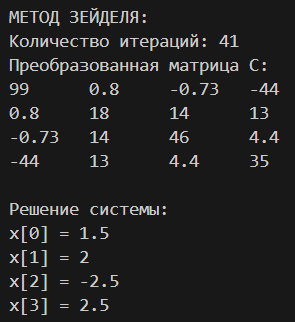 МЕТОД ЗЕЙДЕЛЯ:
Количество итераций: 41
Преобразованная матрица C:
99 0.8 -0.73 -44
0.8 18 14 13
-0.73 14 46 4.4
-44 13 4.4 35
Решение системы:
x[0] = 1.5
x[1] = 2
x[2] = -2.5
x[3] = 2.5